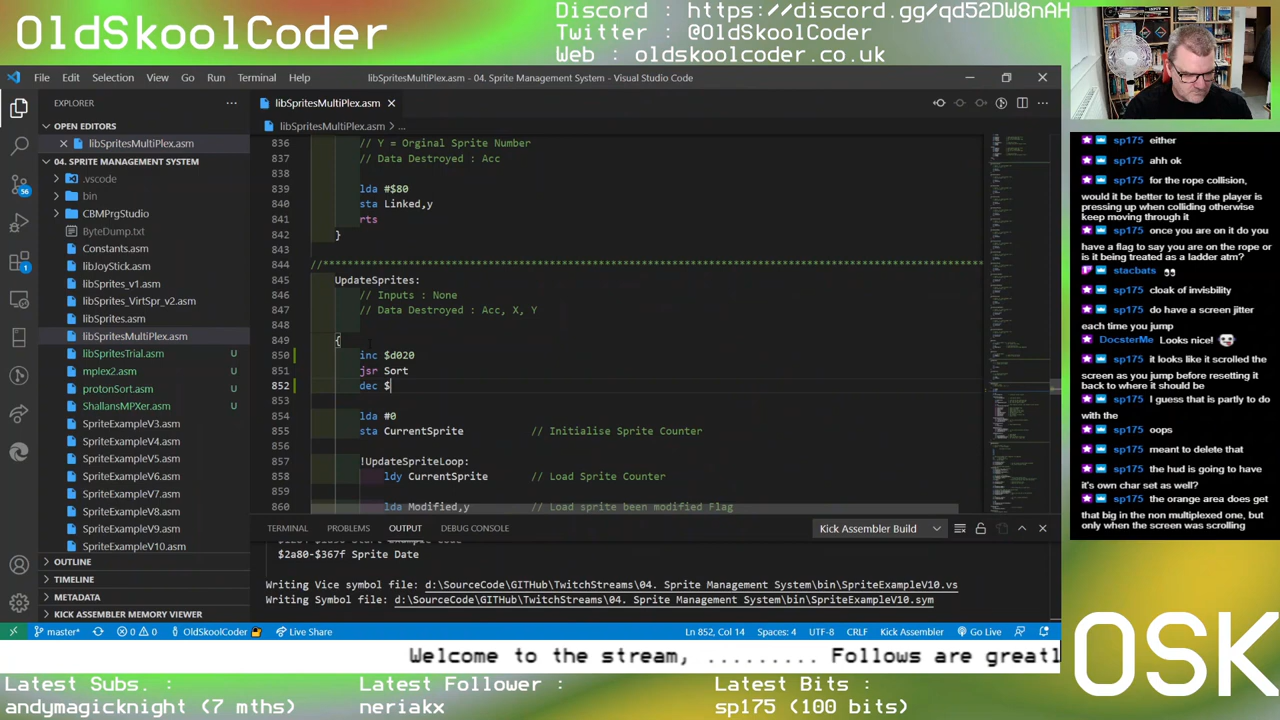 OldSkoolCoder
Discord : https://discord.gg/qd52DW8nAH
Twitter : @OldSkoolCoder
Web : oldskoolcoder.co.uk
File Edit Selection View Go Run Terminal Help
libSpritesMultiPlex.asm - 04. Sprite Management System - Visual Studio Code
EXPLORER
OPEN EDITORS
libSpritesMultiPlex.asm
04. SPRITE MANAGEMENT SYSTEM
.vscode
bin
CBMPrgStudio
ByteDump.txt
Constants.asm
libJoyStick2.asm
libSprites_VrrtSpr_v2.asm
libSprites.asm
libSpritesMultiPlex.asm
libSpritesTrial.asm U
mplex2.asm U
protonSort.asm U
ShallansMPXer.asm U
SpriteExampleV3.asm
SpriteExampleV4.asm
SpriteExampleV5.asm
SpriteExampleV6.asm
SpriteExampleV7.asm
SpriteExampleV8.asm
SpriteExampleV9.asm
SpriteExampleV10.asm
OUTLINE
TIMELINE
METADATA
KICK ASSEMBLER MEMORY VIEWER
56
1
libSpritesMultiPlex.asm
libSpritesMultiPlex.asm > ...
836 // Y : Orginal Sprite Number
837 // Data Destroyed : Acc
838
839 lda #$80
840 sta Linked,y
841 rts
842 }
843
844
845 UpdateSprites:
846 // Inputs : None
847 // Data Destroyed : Acc, X, Y
848
849 {
850 inc $d020
851 jsr Sort
852 dec $
853
854 lda #0
855 sta CurrentSprite // Initialise Sprite Counter
856
857 !UpdateSpriteLoop:
858 ldy CurrentSprite // Load Sprite Counter
859
860 lda Modified,y // Load sprite been modified Flag
TERMINAL PROBLEMS OUTPUT DEBUG CONSOLE
Kick Assembler Build
$2a80-$367f Sprite Date
Writing Vice symbol file: d:\SourceCode\GITHub\TwitchStreams\04. Sprite Management System\bin\SpriteExampleV10.vs
Writing Symbol file: d:\SourceCode\GITHub\TwitchStreams\04. Sprite Management System\bin\SpriteExampleV10.sym
master* 0 0 OldSkoolCoder Live Share
Ln 852, Col 14 Spaces: 4 UTF-8 CRLF Kick Assembler Go Live
sp175 either
sp175 ahh ok
sp175 for the rope collision,
would it be better to test if the player is
pressing up when colliding otherwise
keep moving through it
sp175 once you are on it do you
have a flag to say you are on the rope or
is it being treated as a ladder atm?
stacbats
sp175 cloak of invisbility
sp175 do have a screen jitter
each time you jump
DocsterMe Looks nice!
sp175 it looks like it scrolled the
screen as you jump before resetting it
back to where it should be
sp175 I guess that is partly to do
with the
sp175 oops
sp175 meant to delete that
sp175 the hud is going to have
it's own char set as well?
sp175 the orange area does get
that big in the non multiplexed one, but
only when the screen was scrolling
OSK
Welcome to the stream, ......... Follows are greatl
Latest Subs. :
andymagicknight (7 mths)
Latest Follower :
neriakx
Latest Bits :
sp175 (100 bits)